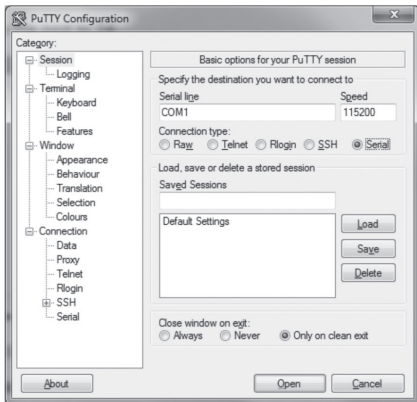 PuTTY Configuration
Category:
Session
Logging
Terminal
Keyboard
Bell
Features
Window
Appearance
Behaviour
Translation
Selection
Colours
Connection
Data
Proxy
Telnet
Rlogin
SSH
Serial
Basic options for your PuTTY session
Specify the destination you want to connect to
Serial line Speed
COM1 115200
Connection type:
Raw Telnet Rlogin SSH Serial
Load, save or delete a stored session
Saved Sessions
Default Settings
Load
Save
Delete
Close window on exit:
Always Never Only on clean exit
About Open Cancel